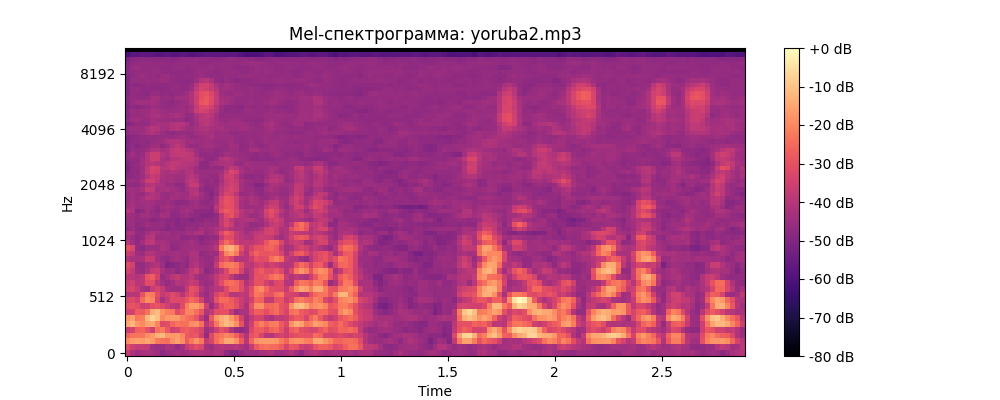 Mel-спектрограмма: yoruba2.mp3
Hz
8192
4096
2048
1024
512
0
0 0.5 1 1.5 2 2.5
Time
+0 dB
-10 dB
-20 dB
-30 dB
-40 dB
-50 dB
-60 dB
-70 dB
-80 dB